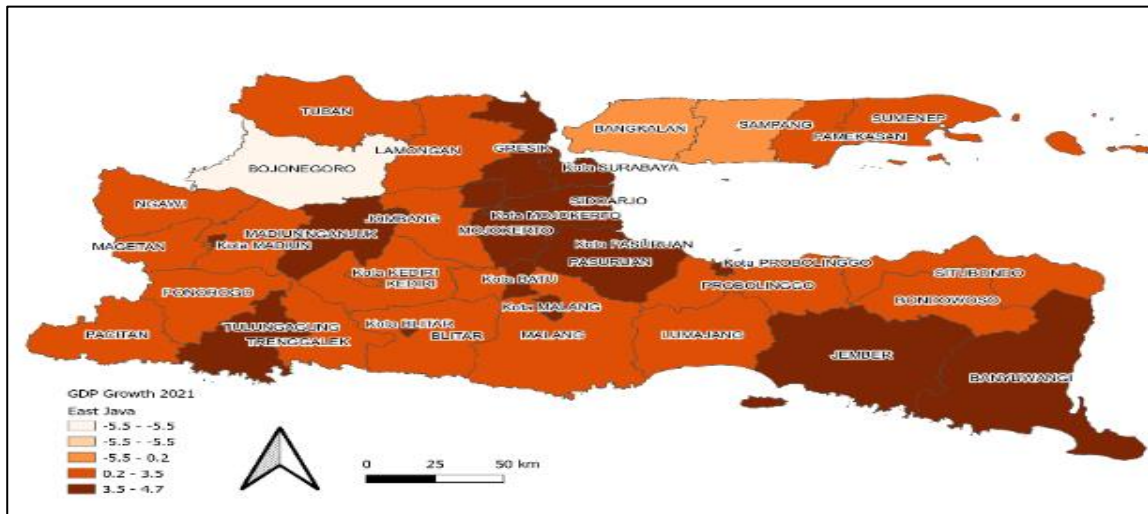 TUBAN
BANGKALAN
SAMPANG
SUMENEP
PAMEKASAN
LAMONGAN
GRESIK
BOJONEGORO
Kota SURABAYA
SIDOARJO
NGAWI
JOMBANG
Kota MOJOKERTO
MADIUN
NGANJUK
MOJOKERTO
MAGETAN
Kota MADIUN
Kota PASURUAN
PASURUAN
Kota PROBOLINGGO
Kota KEDIRI
KEDIRI
Kota BATU
PROBOLINGGO
SITUBONDO
PONOROGO
BONDOWOSO
Kota MALANG
TULUNGAGUNG
Kota BLITAR
PACITAN
TRENGGALEK
BLITAR
MALANG
LUMAJANG
JEMBER
BANYUWANGI
GDP Growth 2021
East Java
-5.5 - -5.5
-5.5 - -5.5
-5.5 - 0.2
0.2 - 3.5
3.5 - 4.7
0 25 50 km